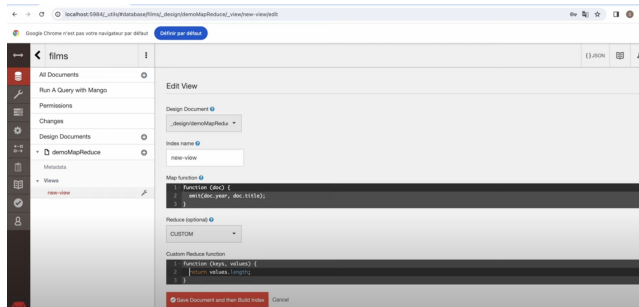 localhost:5984/_utils/#database/films/_design/demoMapReduce/_view/new-view/edit
Google Chrome n'est pas votre navigateur par défaut
Définir par défaut
films
{} JSON
All Documents
Run A Query with Mango
Permissions
Changes
Design Documents
demoMapReduce
Metadata
Views
new-view
Edit View
Design Document
_design/demoMapRedu
Index name
new-view
Map function
1 function (doc) {
2 emit(doc.year, doc.title);
3 }
Reduce (optional)
CUSTOM
Custom Reduce function
1 function (keys, values) {
2 return values.length;
3 }
Save Document and then Build Index
Cancel